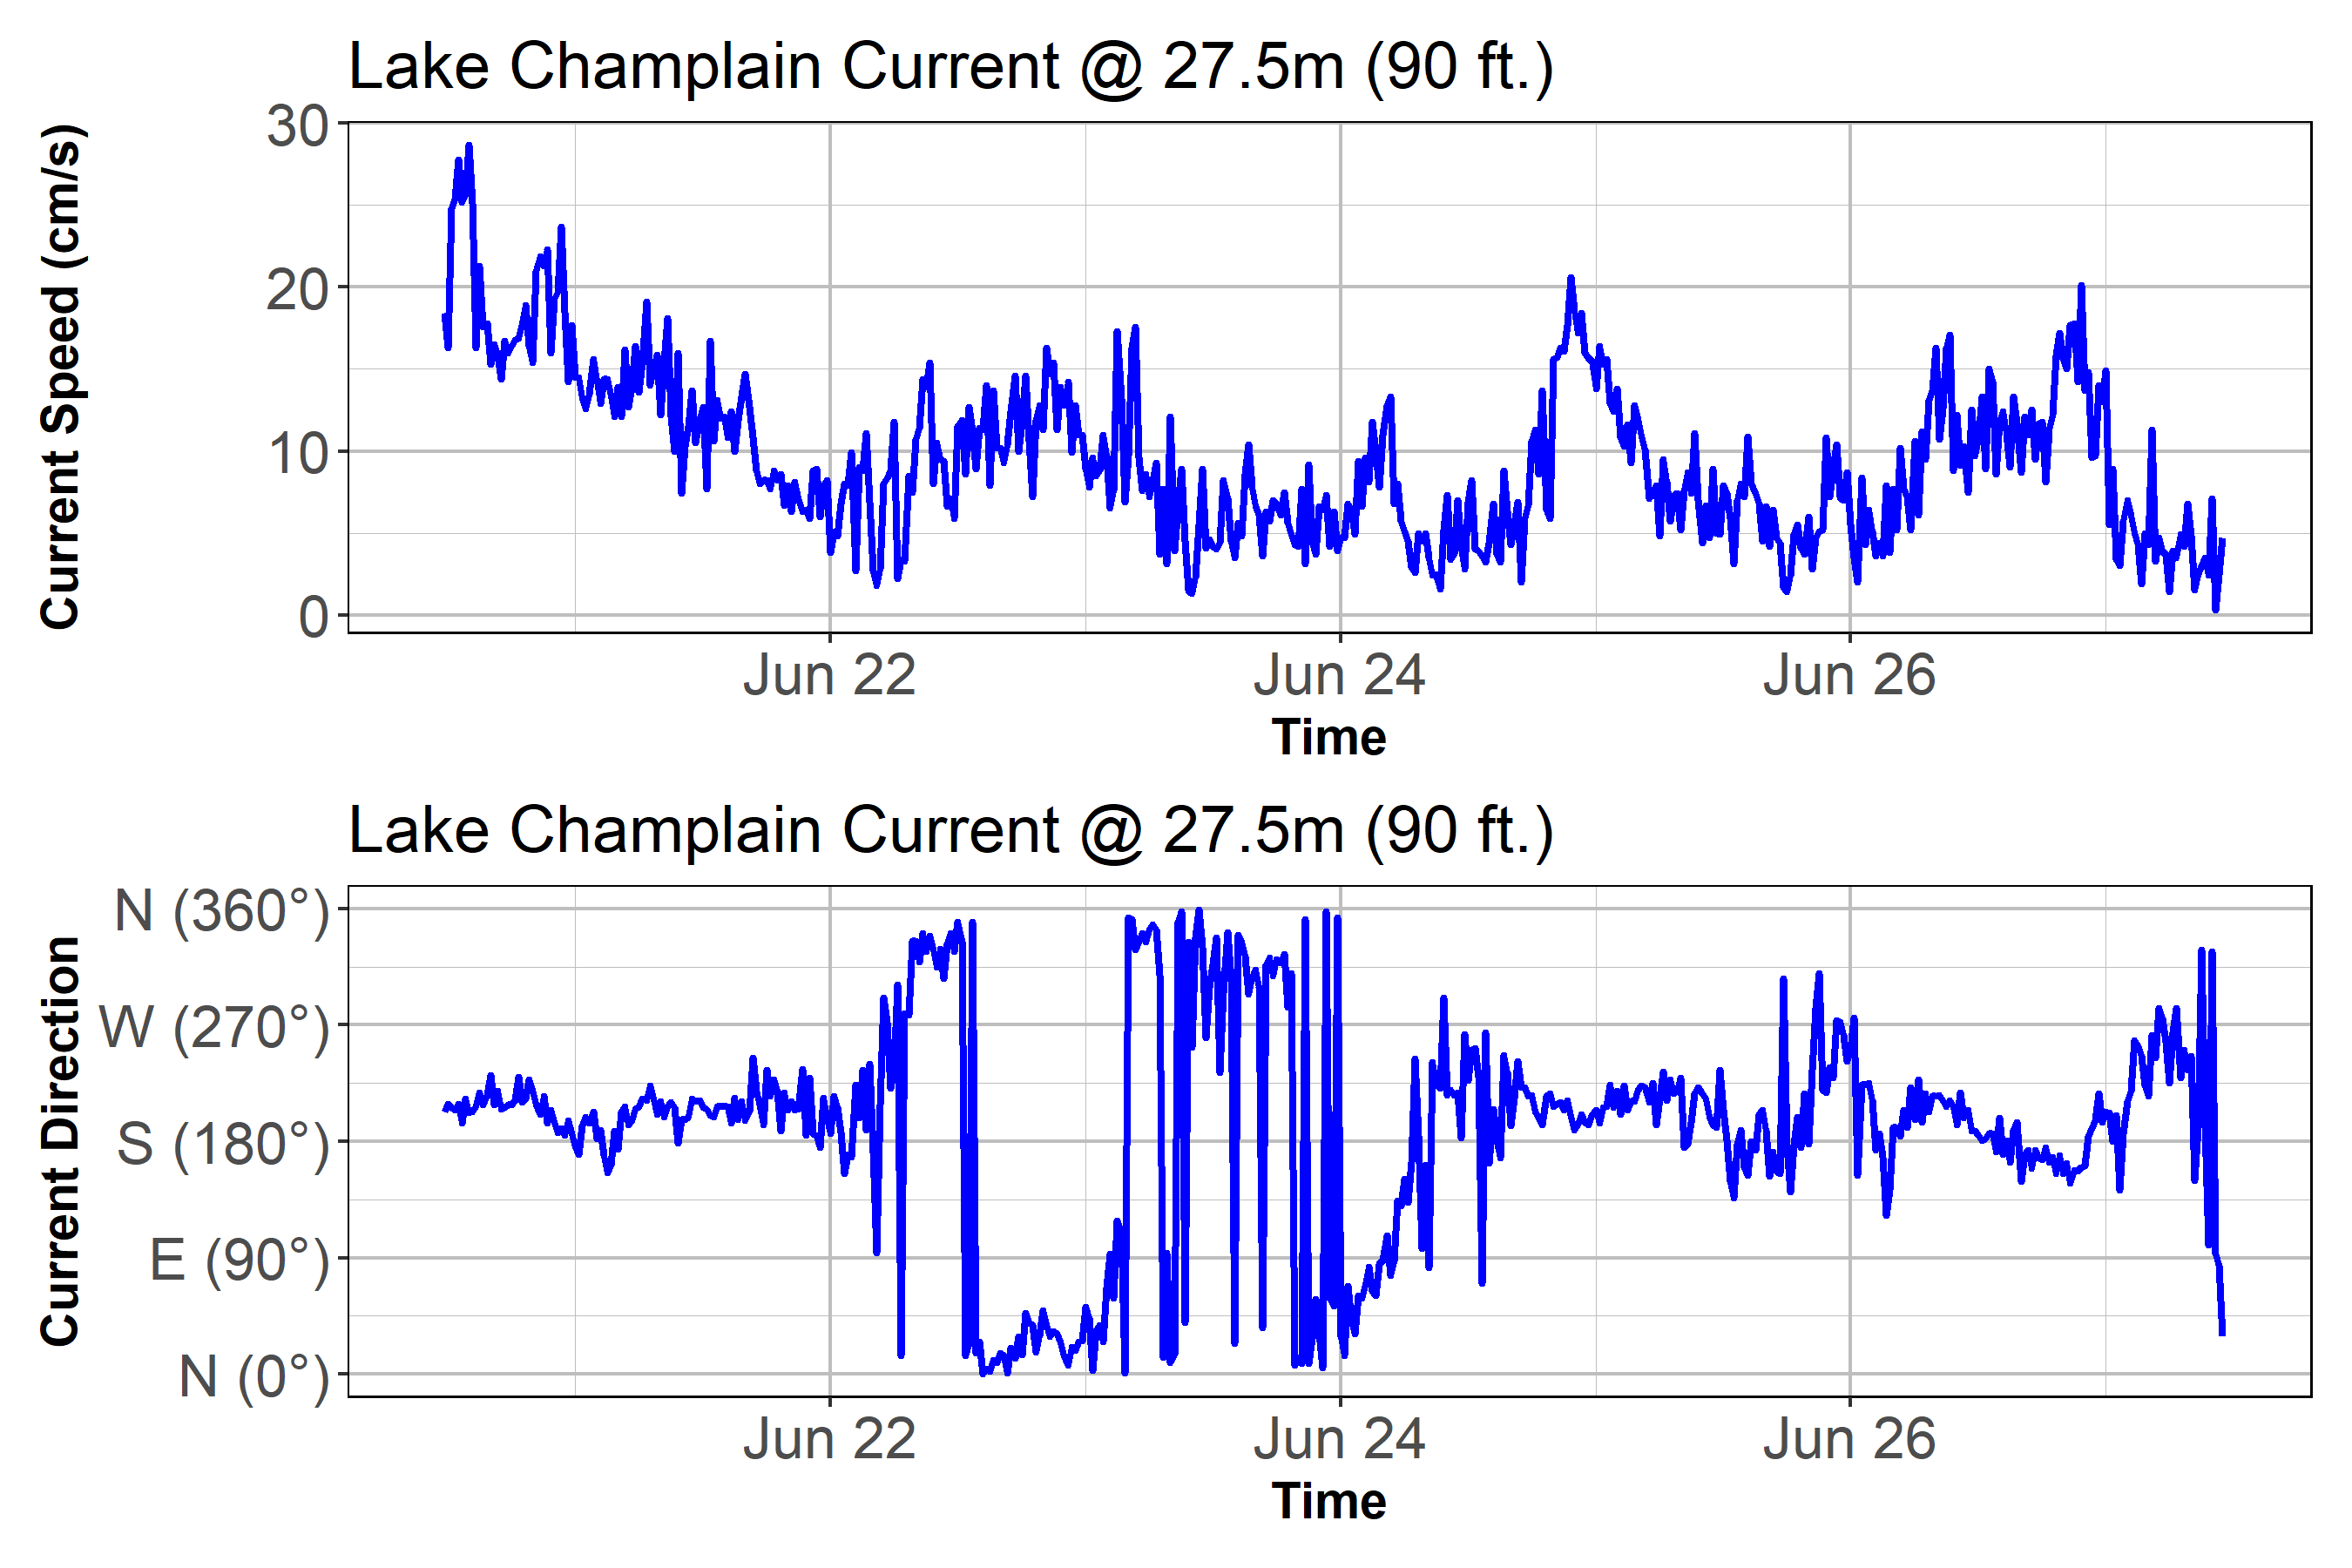 Lake Champlain Current @ 27.5m (90 ft.)
Current Speed (cm/s)
30
20
10
0
Jun 22 Jun 24 Jun 26
Time
Lake Champlain Current @ 27.5m (90 ft.)
Current Direction
N (360°)
W (270°)
S (180°)
E (90°)
N (0°)
Jun 22 Jun 24 Jun 26
Time